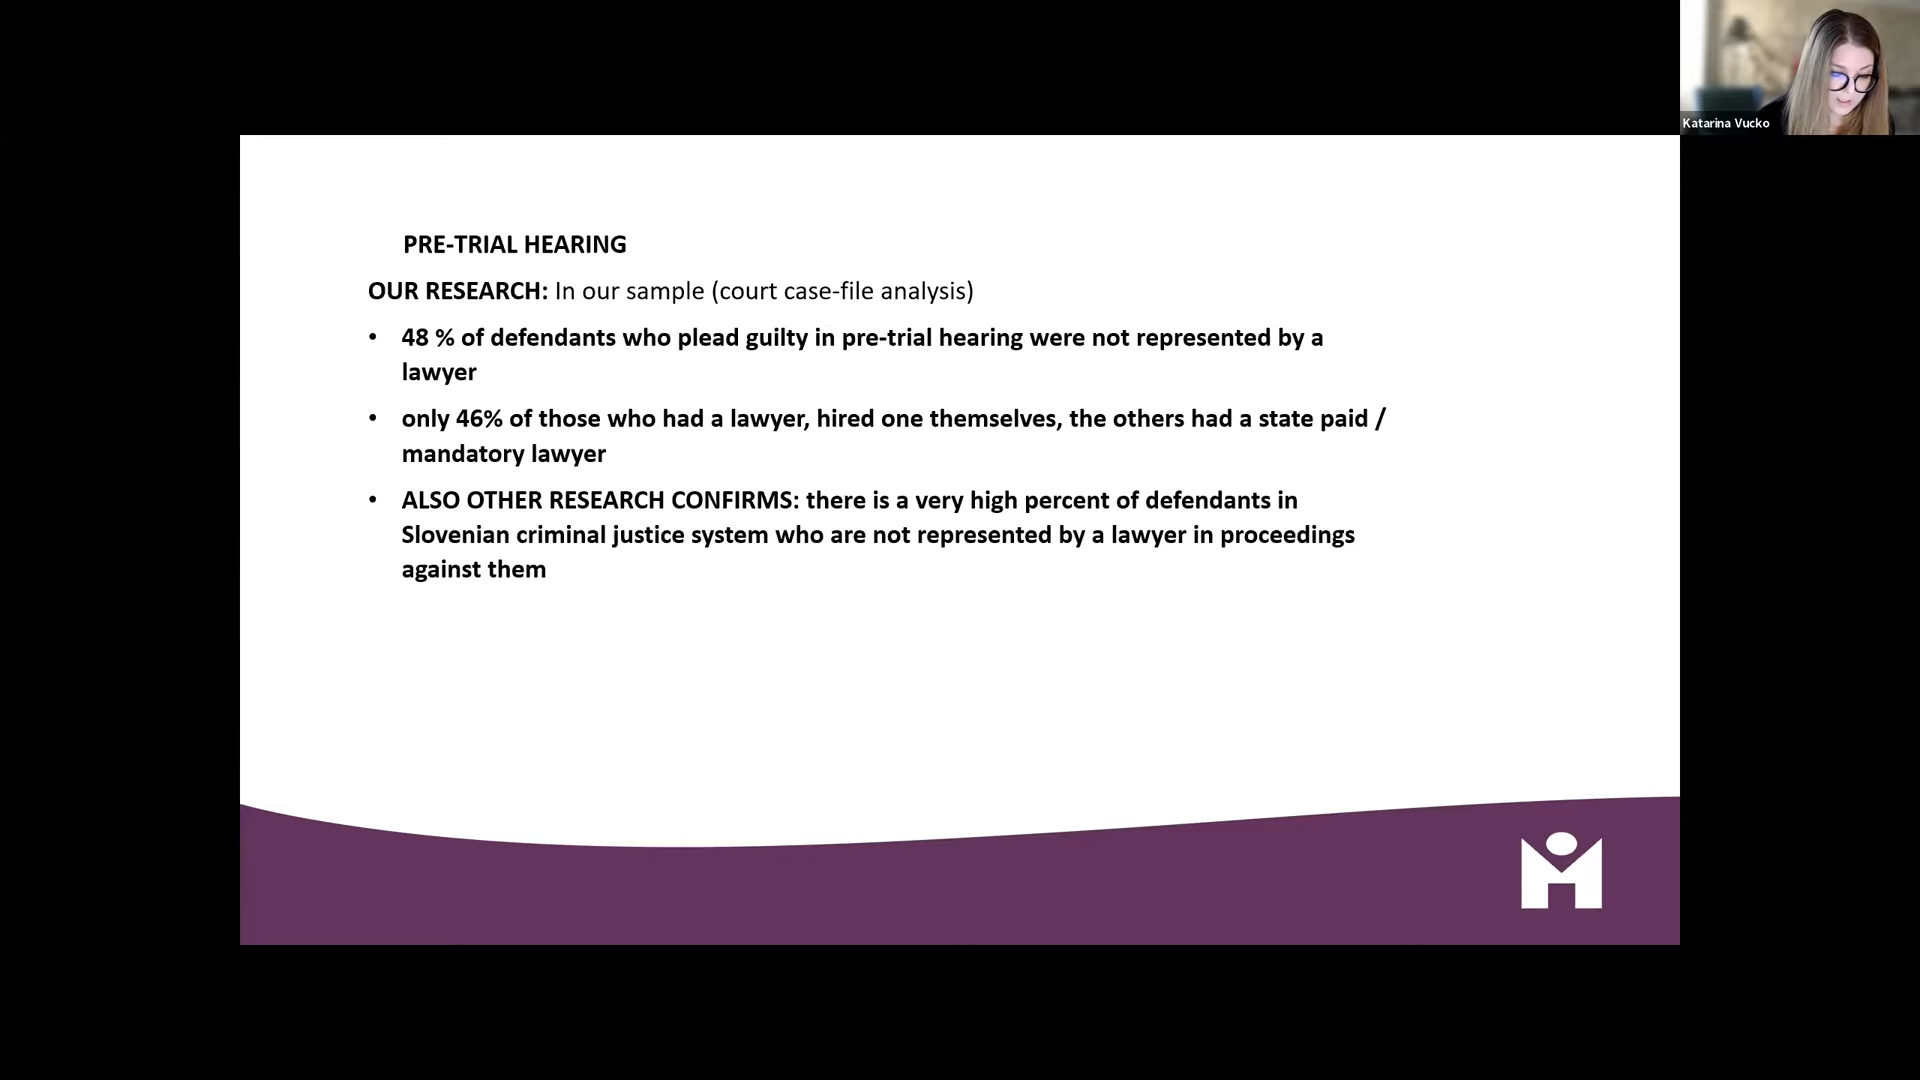 Katarina Vucko
PRE-TRIAL HEARING
OUR RESEARCH: In our sample (court case-file analysis)
• 48 % of defendants who plead guilty in pre-trial hearing were not represented by a
lawyer
• only 46% of those who had a lawyer, hired one themselves, the others had a state paid /
mandatory lawyer
• ALSO OTHER RESEARCH CONFIRMS: there is a very high percent of defendants in
Slovenian criminal justice system who are not represented by a lawyer in proceedings
against them